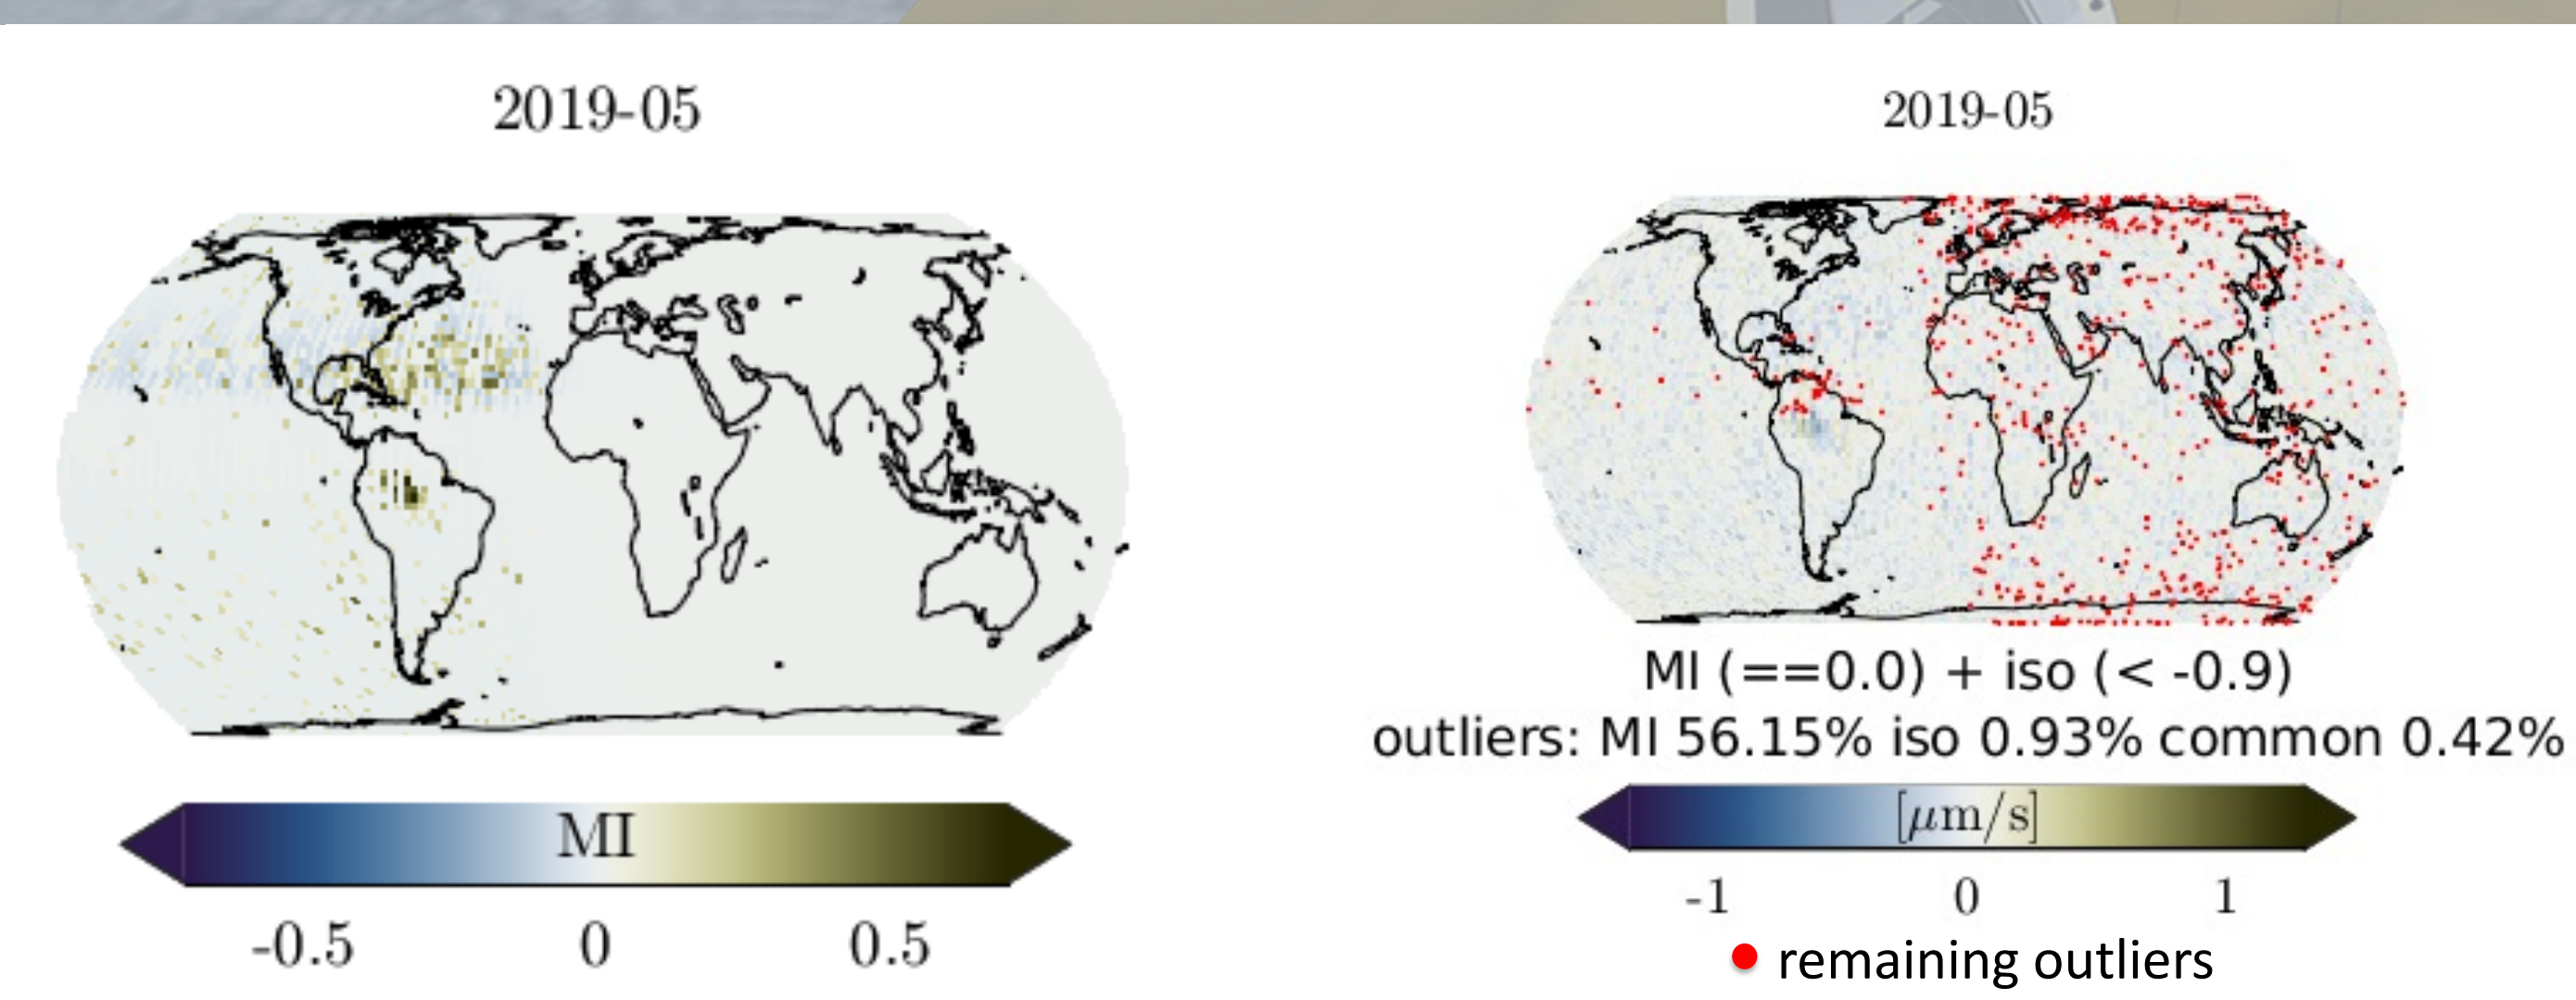 2019-05
MI
-0.5 0 0.5
2019-05
MI (==0.0) + iso (< -0.9)
outliers: MI 56.15% iso 0.93% common 0.42%
[μm/s]
-1 0 1
remaining outliers